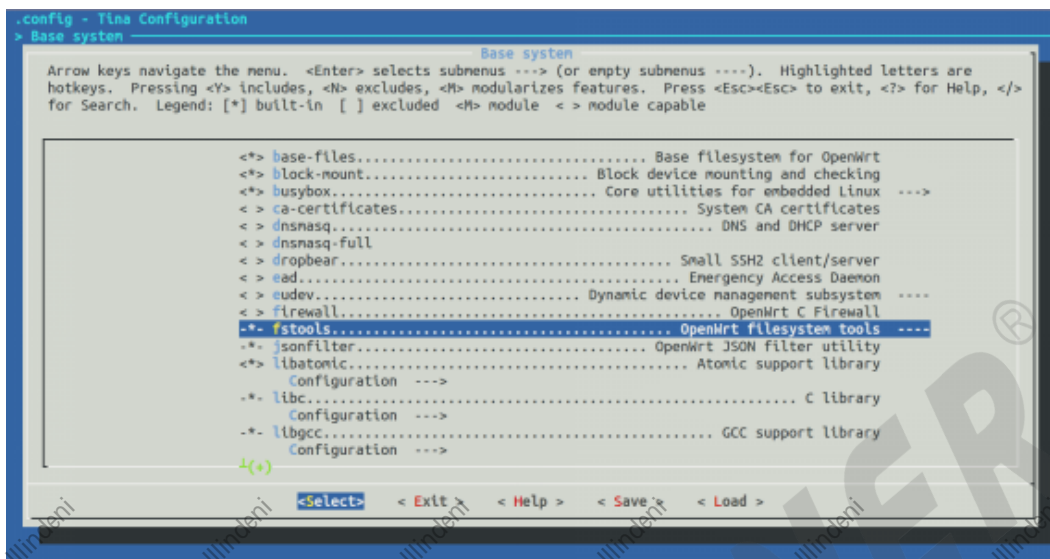 .config - Tina Configuration
> Base system
Base system
Arrow keys navigate the menu.  <Enter> selects submenus ---> (or empty submenus ----).  Highlighted letters are
hotkeys.  Pressing <Y> includes, <N> excludes, <M> modularizes features.  Press <Esc><Esc> to exit, <?> for Help, </>
for Search.  Legend: [*] built-in  [ ] excluded  <M> module  < > module capable
<*> base-files................................... Base filesystem for OpenWrt
<*> block-mount........................... Block device mounting and checking
<*> busybox................................. Core utilities for embedded Linux  --->
< > ca-certificates................................... System CA certificates
< > dnsmasq.............................................. DNS and DHCP server
< > dnsmasq-full
< > dropbear........................................ Small SSH2 client/server
< > ead.............................................. Emergency Access Daemon
< > eudev................................ Dynamic device management subsystem  ----
< > firewall.............................................. OpenWrt C Firewall
-*- fstools......................................... OpenWrt filesystem tools  ----
-*- jsonfilter................................... OpenWrt JSON filter utility
<*> libatomic......................................... Atomic support library
Configuration  --->
-*- libc........................................................... C library
Configuration  --->
-*- libgcc............................................... GCC support library
Configuration  --->
┴(+)
<Select>    < Exit >    < Help >    < Save >    < Load >